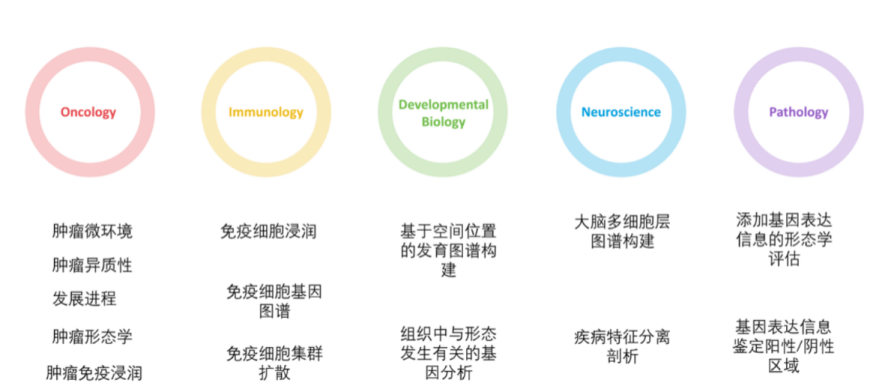 Oncology
肿瘤微环境
肿瘤异质性
发展进程
肿瘤形态学
肿瘤免疫浸润
Immunology
免疫细胞浸润
免疫细胞基因
图谱
免疫细胞集群
扩散
Developmental
Biology
基于空间位置
的发育图谱构
建
组织中与形态
发生有关的基
因分析
Neuroscience
大脑多细胞层
图谱构建
疾病特征分离
剖析
Pathology
添加基因表达
信息的形态学
评估
基因表达信息
鉴定阳性/阴性
区域